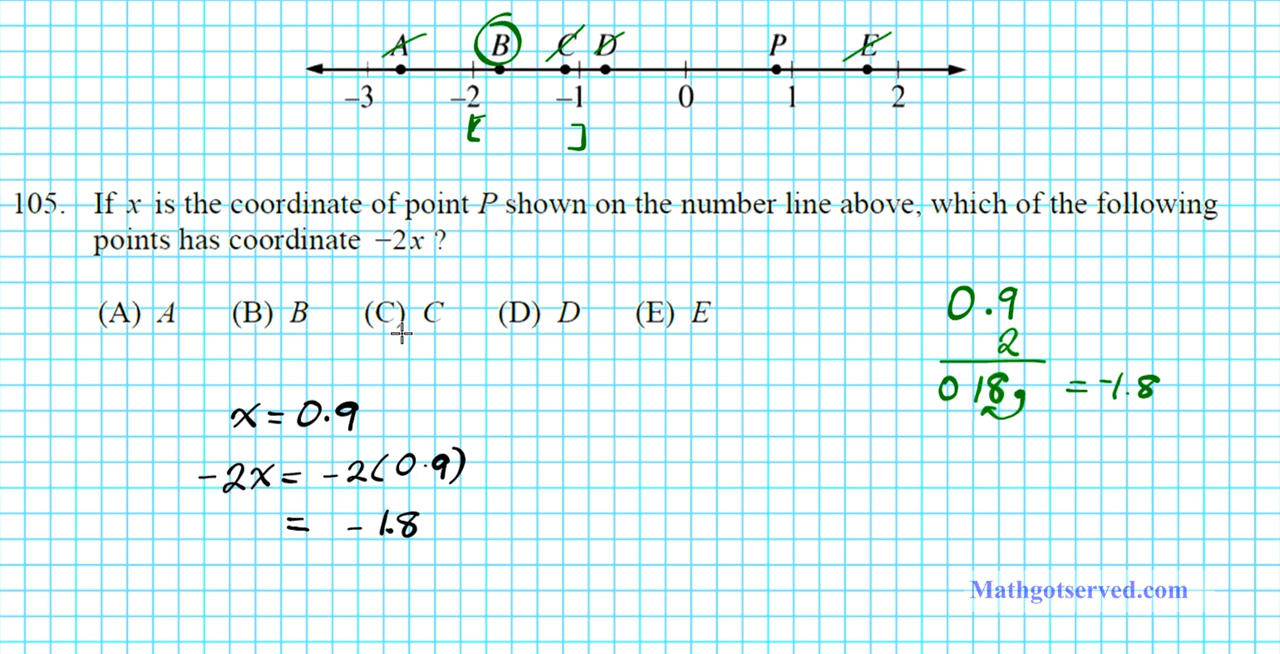 A B C D P E
−3 −2 −1 0 1 2
[ ]
105. If x is the coordinate of point P shown on the number line above, which of the following
points has coordinate −2x ?
(A) A (B) B (C) C (D) D (E) E
0.9
2
018 = -1.8
x = 0.9
-2x = -2(0.9)
= -1.8
Mathgotserved.com